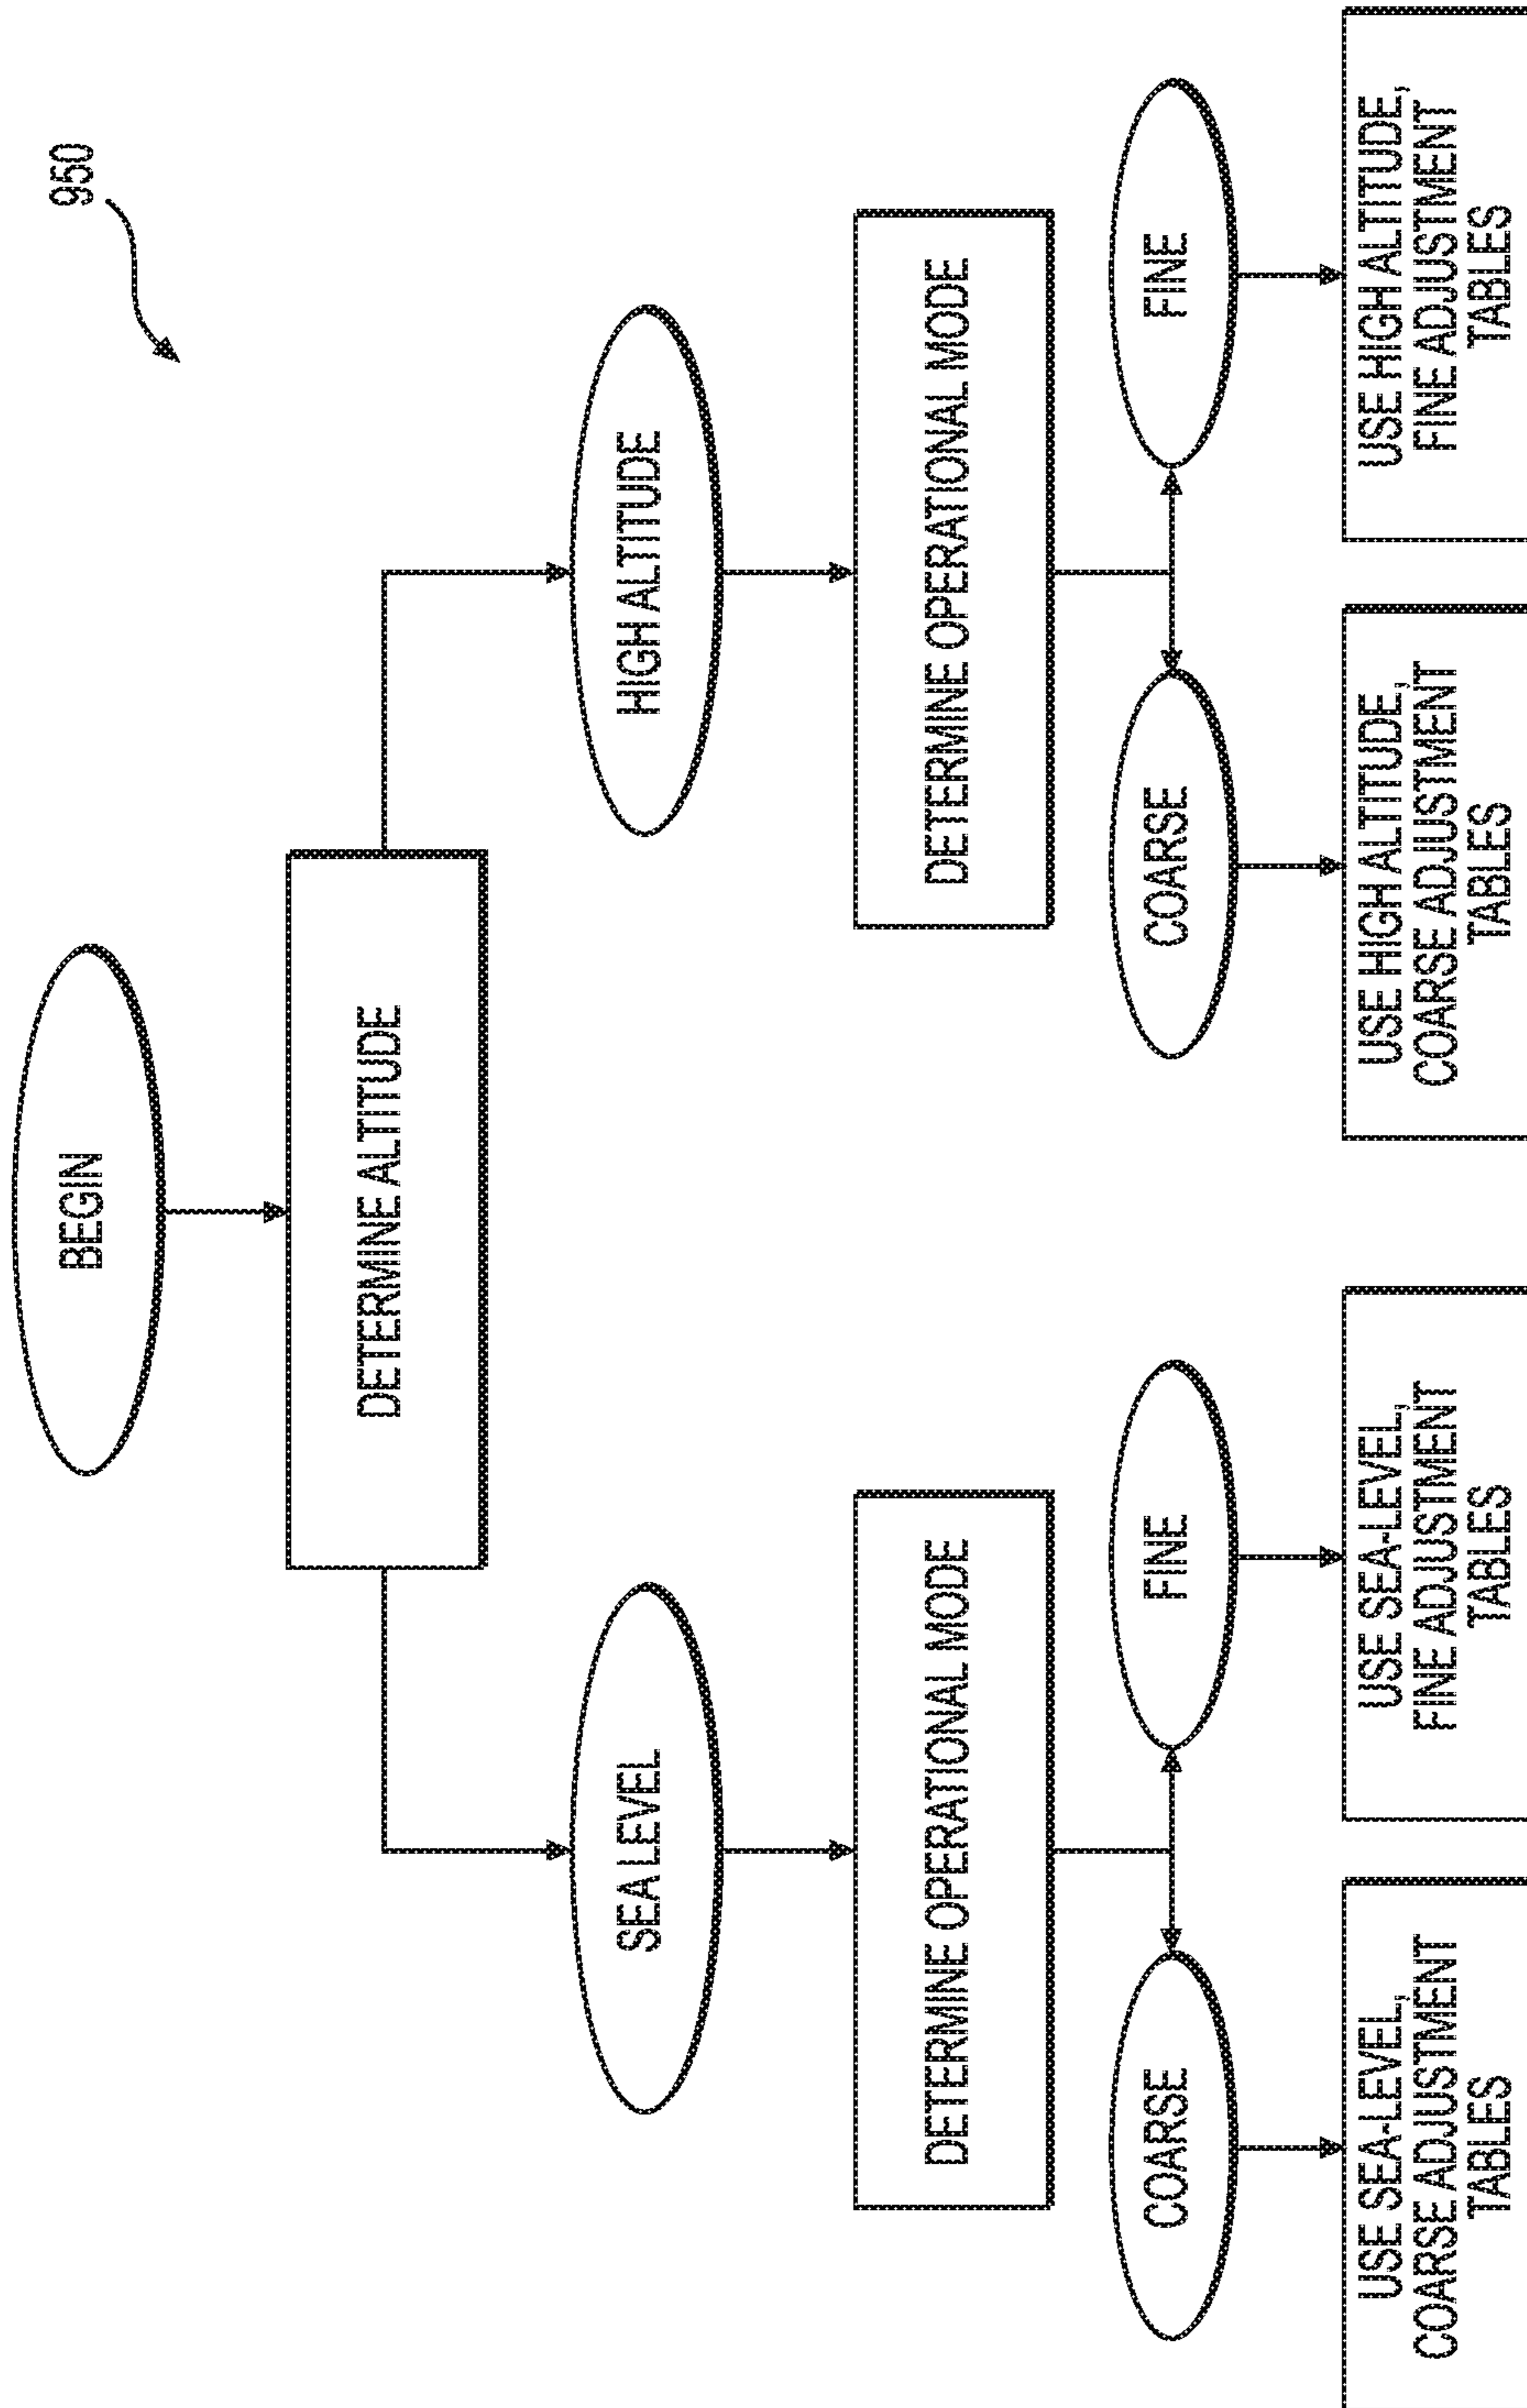 950
BEGIN
DETERMINE ALTITUDE
SEA LEVEL
HIGH ALTITUDE
DETERMINE OPERATIONAL MODE
DETERMINE OPERATIONAL MODE
COARSE
FINE
COARSE
FINE
USE SEA-LEVEL,
COARSE ADJUSTMENT
TABLES
USE SEA-LEVEL,
FINE ADJUSTMENT
TABLES
USE HIGH ALTITUDE,
COARSE ADJUSTMENT
TABLES
USE HIGH ALTITUDE,
FINE ADJUSTMENT
TABLES